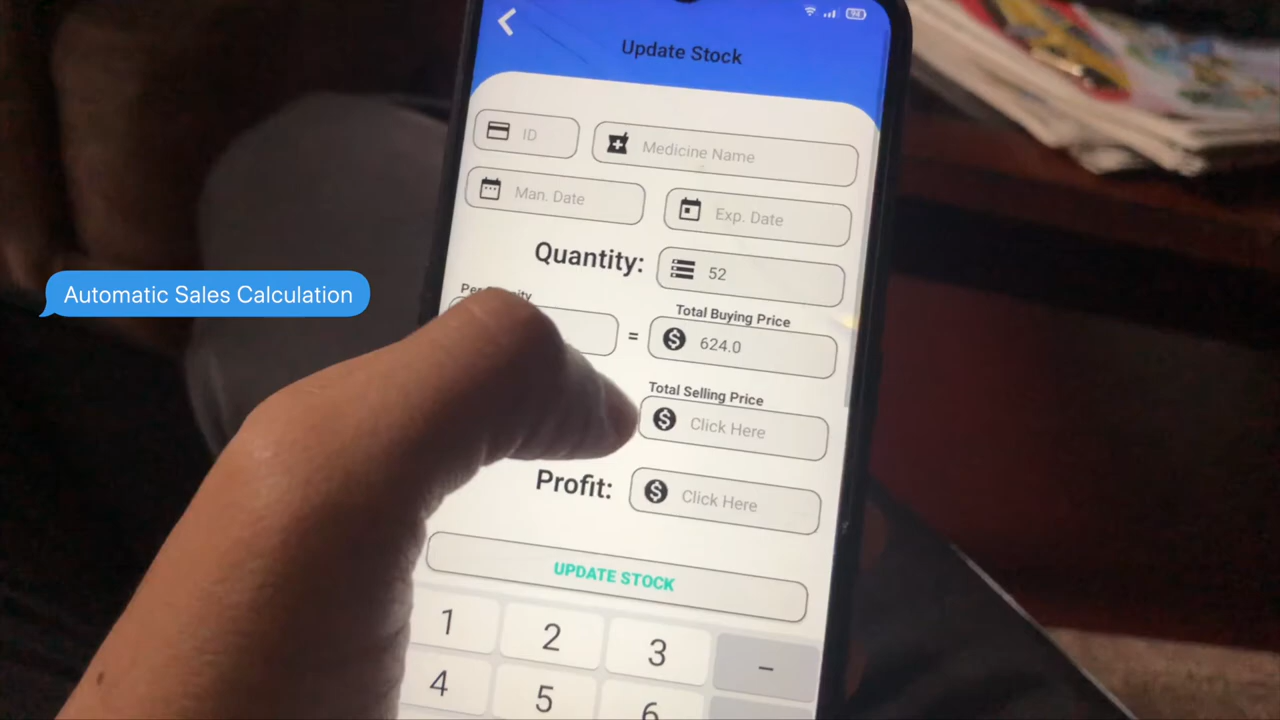 94
Update Stock
ID
Medicine Name
Man. Date
Exp. Date
Quantity:
52
Automatic Sales Calculation
Total Buying Price
=
624.0
Total Selling Price
Click Here
Profit:
Click Here
UPDATE STOCK
1
2
3
-
4
5
6